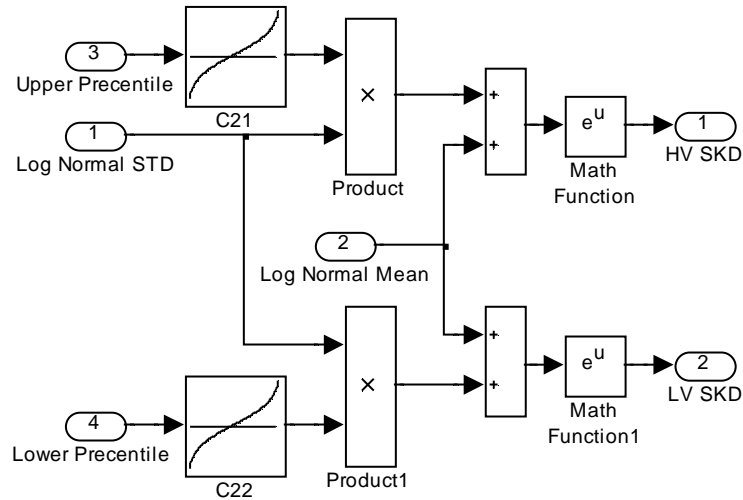 3
Upper Precentile
C21
1
Log Normal STD
×
Product
+
+
e^u
Math
Function
1
HV SKD
2
Log Normal Mean
4
Lower Precentile
C22
×
Product1
+
+
e^u
Math
Function1
2
LV SKD